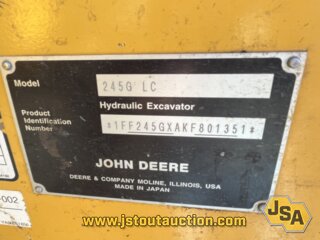 Model
245G LC
Hydraulic Excavator
Product
Identification
Number
*1FF245GXAKF801351*
JOHN DEERE
DEERE & COMPANY MOLINE, ILLINOIS, USA
MADE IN JAPAN
-002
JSA
www.jstoutauction.com